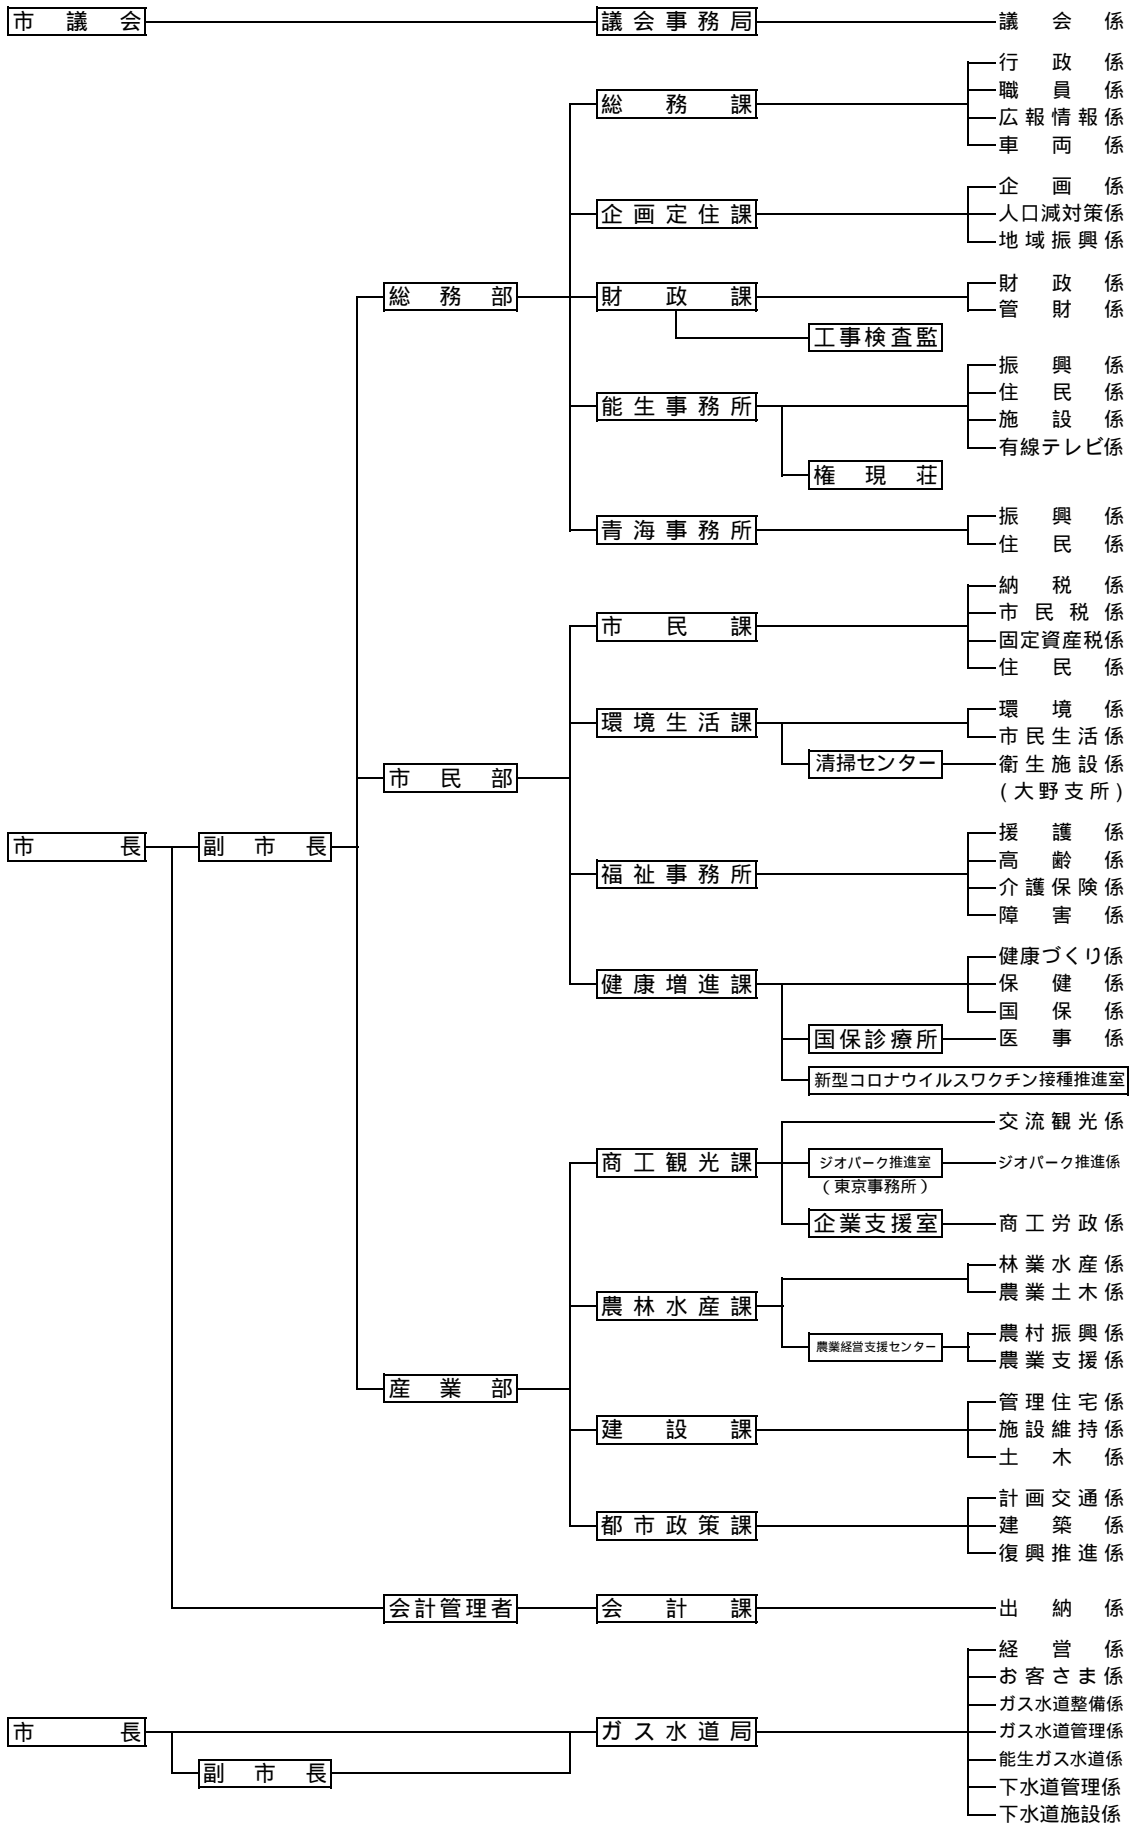 市議会 議会事務局 議会係
行政係
職員係
総務課
広報情報係
車両係
企画係
企画定住課 人口減対策係
地域振興係
財政係
総務部 財政課
管財係
工事検査監
振興係
住民係
能生事務所
施設係
有線テレビ係
権現荘
振興係
青海事務所
住民係
納税係
市民税係
市民課
固定資産税係
住民係
環境係
環境生活課
市民生活係
清掃センター 衛生施設係
市民部
(大野支所)
援護係
市長 副市長
高齢係
福祉事務所
介護保険係
障害係
健康づくり係
健康増進課 保健係
国保係
国保診療所 医事係
新型コロナウイルスワクチン接種推進室
交流観光係
商工観光課 ジオパーク推進室 ジオパーク推進係
(東京事務所)
企業支援室 商工労政係
林業水産係
農業土木係
農林水産課
農村振興係
農業経営支援センター
農業支援係
産業部
管理住宅係
建設課 施設維持係
土木係
計画交通係
都市政策課 建築係
復興推進係
会計管理者 会計課 出納係
経営係
お客さま係
ガス水道整備係
市長 ガス水道局 ガス水道管理係
能生ガス水道係
副市長
下水道管理係
下水道施設係